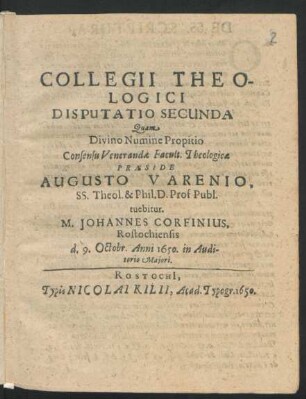 2
COLLEGII THEO-
LOGICI
DISPUTATIO SECUNDA
Quam
Divino Numine Propitio
Consensu Venerandæ Facult. Theologicæ
PRÆSIDE
AUGUSTO VARENIO,
SS. Theol. & Phil. D. Prof Publ.
tuebitur.
M. JOHANNES CORFINIUS,
Rostochiensis
d. 9. Octobr. Anni 1650. in Audi-
torio Majori.
ROSTOCHI,
Typis NICOLAI KILII, Acad. Typogr. 1650.